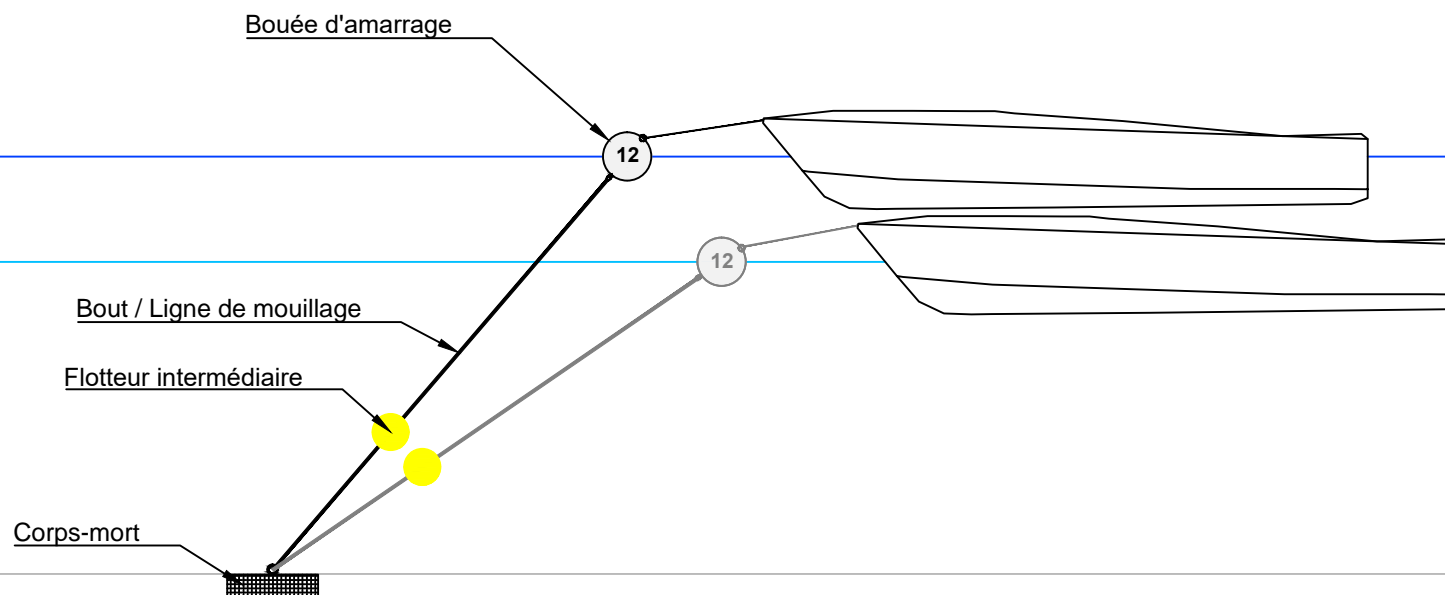 Bouée d'amarrage
12
12
Bout / Ligne de mouillage
Flotteur intermédiaire
Corps-mort